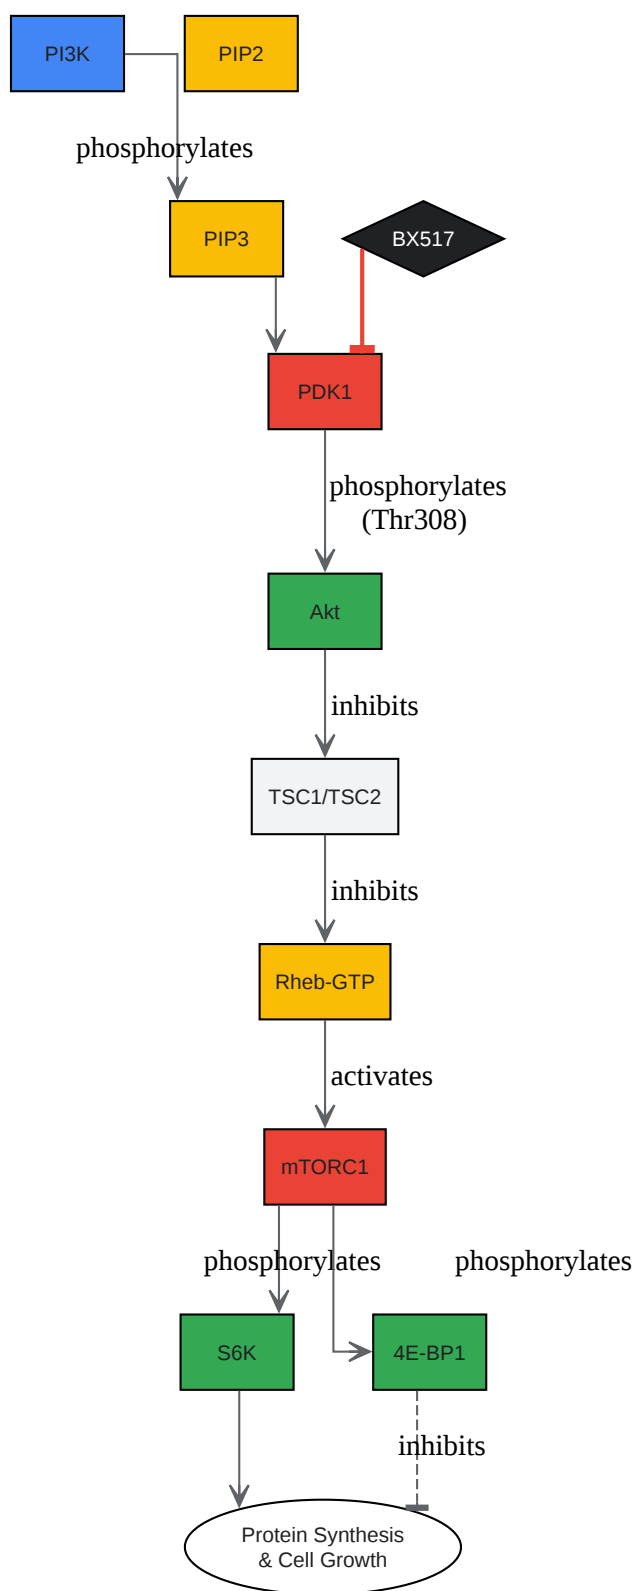 PI3K
PIP2
phosphorylates
PIP3
BX517
PDK1
phosphorylates
(Thr308)
Akt
inhibits
TSC1/TSC2
inhibits
Rheb-GTP
activates
mTORC1
phosphorylates
phosphorylates
S6K
4E-BP1
inhibits
Protein Synthesis
& Cell Growth